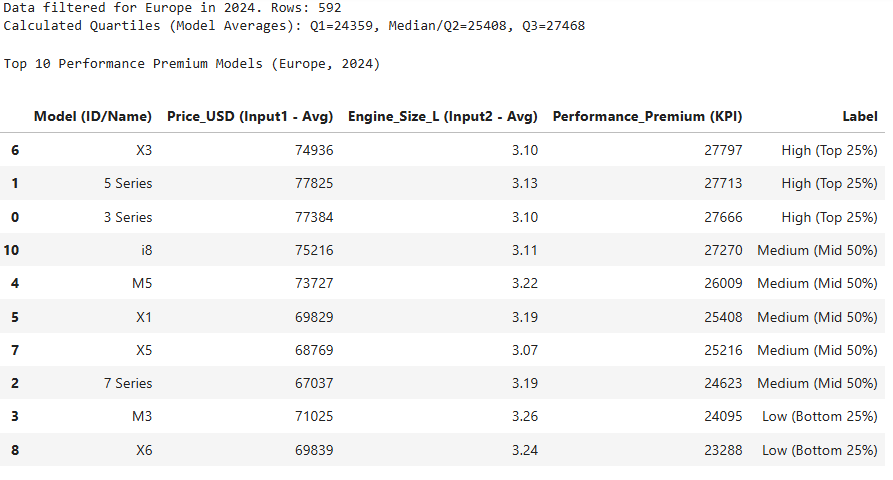 Data filtered for Europe in 2024. Rows: 592
Calculated Quartiles (Model Averages): Q1=24359, Median/Q2=25408, Q3=27468
Top 10 Performance Premium Models (Europe, 2024)
Model (ID/Name) Price_USD (Input1 - Avg) Engine_Size_L (Input2 - Avg) Performance_Premium (KPI) Label
6 X3 74936 3.10 27797 High (Top 25%)
1 5 Series 77825 3.13 27713 High (Top 25%)
0 3 Series 77384 3.10 27666 High (Top 25%)
10 i8 75216 3.11 27270 Medium (Mid 50%)
4 M5 73727 3.22 26009 Medium (Mid 50%)
5 X1 69829 3.19 25408 Medium (Mid 50%)
7 X5 68769 3.07 25216 Medium (Mid 50%)
2 7 Series 67037 3.19 24623 Medium (Mid 50%)
3 M3 71025 3.26 24095 Low (Bottom 25%)
8 X6 69839 3.24 23288 Low (Bottom 25%)